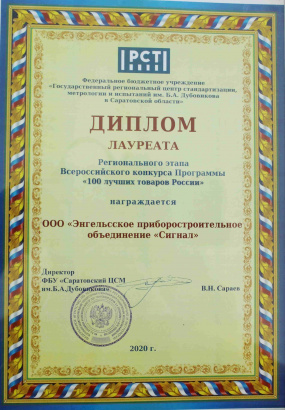 РСТ
Федеральное бюджетное учреждение
«Государственный региональный центр стандартизации,
метрологии и испытаний им. Б.А. Дубовикова
в Саратовской области»
ДИПЛОМ
ЛАУРЕАТА
Регионального этапа
Всероссийского конкурса Программы
«100 лучших товаров России»
награждается
ООО «Энгельсское приборостроительное
объединение «Сигнал»
Директор
ФБУ «Саратовский ЦСМ
им.Б.А.Дубовикова»
В.Н. Сараев
2020 г.